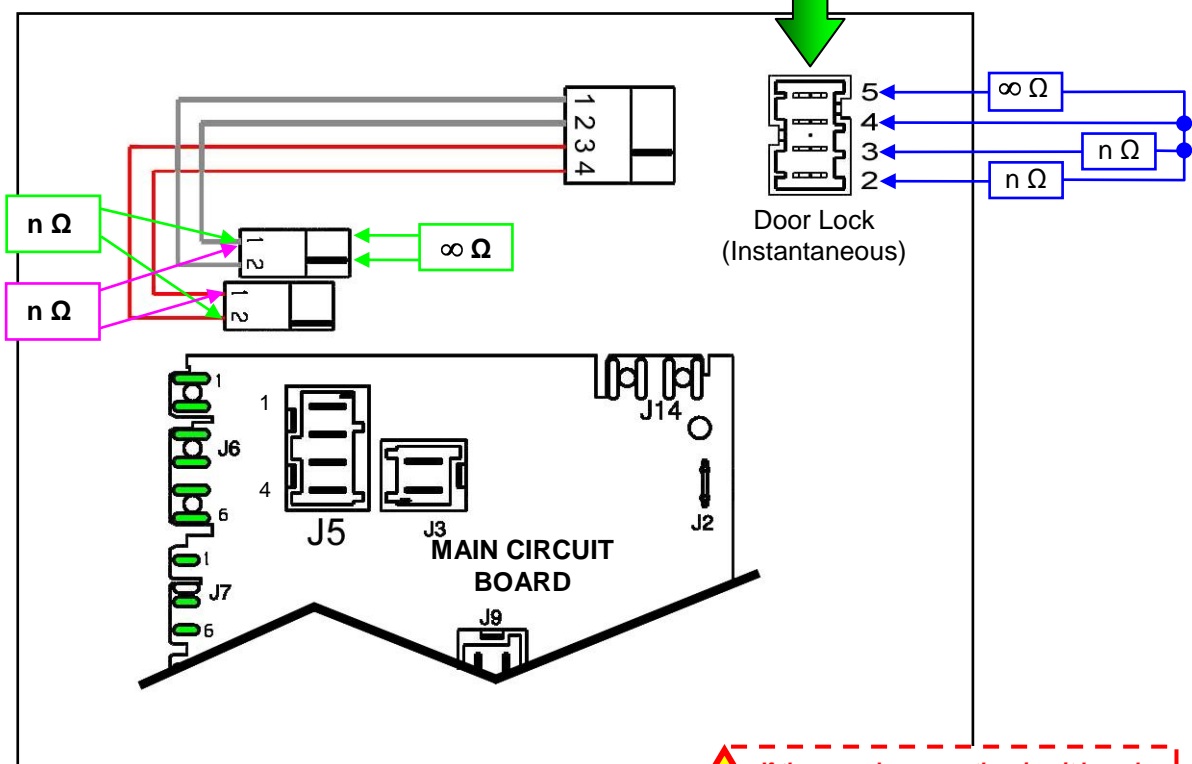 1
2
3
4
5
4
3
2
∞ Ω
n Ω
n Ω
Door Lock
(Instantaneous)
n Ω
n Ω
1
2
∞ Ω
1
2
1
J6
6
1
J7
6
1
4
J5
J3
J14
J2
MAIN CIRCUIT
BOARD
J9